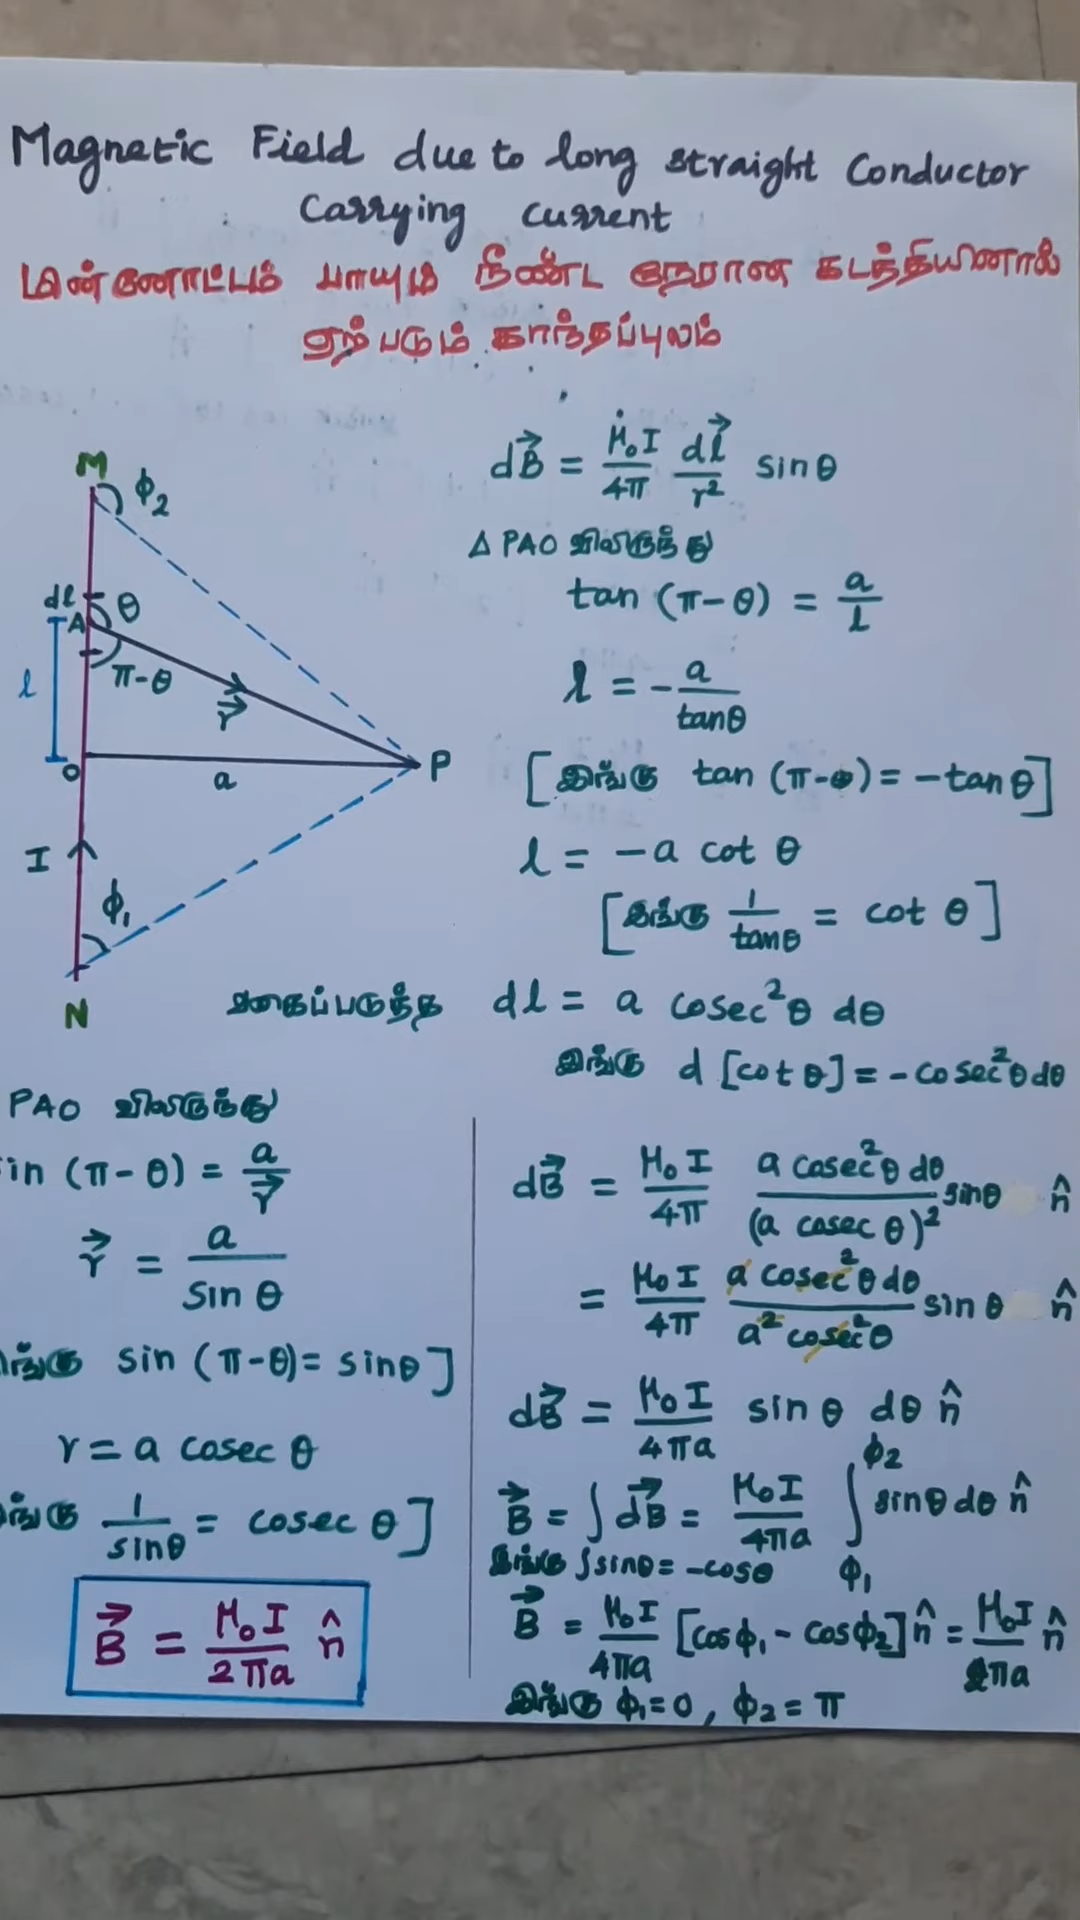 Magnetic Field due to long straight Conductor
Carrying Current
மின்னோட்டம் பாயும் நீண்ட நேரான கடத்தியினால்
ஏற்படும் காந்தப்புலம்
M
ϕ₂
dl
θ
A
π-θ
l
r⃗
O
a
P
I
ϕ₁
N
dB⃗ = μ₀I/4π dl⃗/r² sinθ
Δ PAO விலிருந்து
tan (π-θ) = a/l
l = -a/tanθ
[இங்கு tan (π-θ) = -tanθ]
l = -a cot θ
[இங்கு 1/tanθ = cot θ]
வகைப்படுத்த dl = a cosec²θ dθ
இங்கு d [cot θ] = -cosec²θ dθ
PAO விலிருந்து
in (π-θ) = a/r⃗
r⃗ = a/sin θ
ங்கு sin (π-θ) = sinθ]
r = a cosec θ
ங்கு 1/sinθ = cosec θ]
B⃗ = μ₀I/2πa n̂
dB⃗ = μ₀I/4π a cosec²θ dθ/(a cosec θ)² sinθ n̂
= μ₀I/4π a cosec²θ dθ/a² cosec²θ sin θ n̂
dB⃗ = μ₀I/4πa sin θ dθ n̂
B⃗ = ∫dB⃗ = μ₀I/4πa ∫ϕ₁^ϕ₂ sinθ dθ n̂
இங்கு ∫sinθ = -cosθ
B⃗ = μ₀I/4πa [cosϕ₁ - cosϕ₂] n̂ = μ₀I/2πa n̂
இங்கு ϕ₁=0, ϕ₂ = π